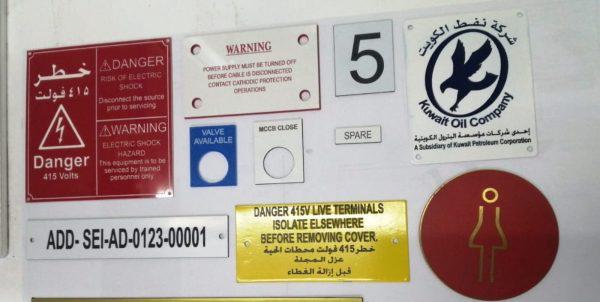 خطر
٤١٥ فولت
Danger
415 Volts
DANGER
RISK OF ELECTRIC
SHOCK
Disconnect the source
prior to servicing
WARNING
ELECTRIC SHOCK
HAZARD
This equipment is to be
serviced by trained
personnel only
WARNING
POWER SUPPLY MUST BE TURNED OFF
BEFORE CABLE IS DISCONNECTED
CONTACT CATHODIC PROTECTION
OPERATIONS
5
شركة نفط الكويت
Kuwait Oil Company
إحدى شركات مؤسسة البترول الكويتية
A Subsidiary of Kuwait Petroleum Corporation
VALVE
AVAILABLE
MCCB CLOSE
SPARE
ADD- SEI-AD-0123-00001
DANGER 415V LIVE TERMINALS
ISOLATE ELSEWHERE
BEFORE REMOVING COVER.
خطر 415 فولت محطات الحية
عزل المجلة
قبل إزالة الغطاء